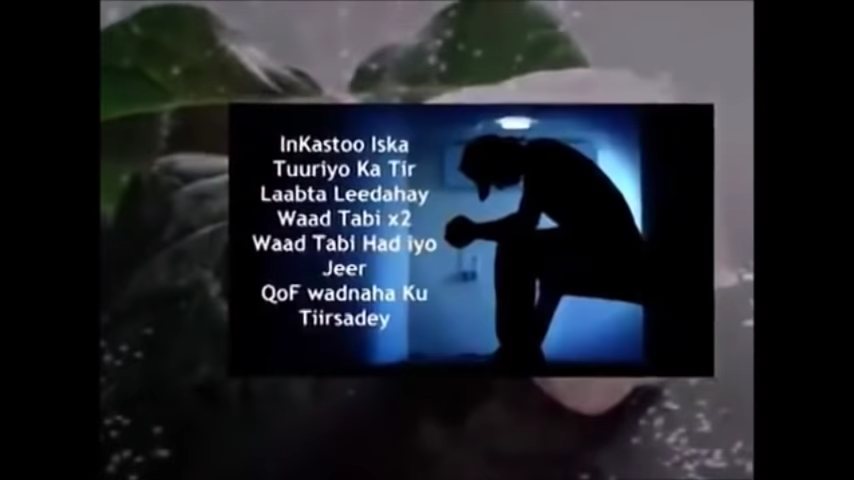 InKastoo Iska
Tuuriyo Ka Tir
Laabta Leedahay
Waad Tabi x2
Waad Tabi Had iyo
Jeer
QoF wadnaha Ku
Tiirsadey